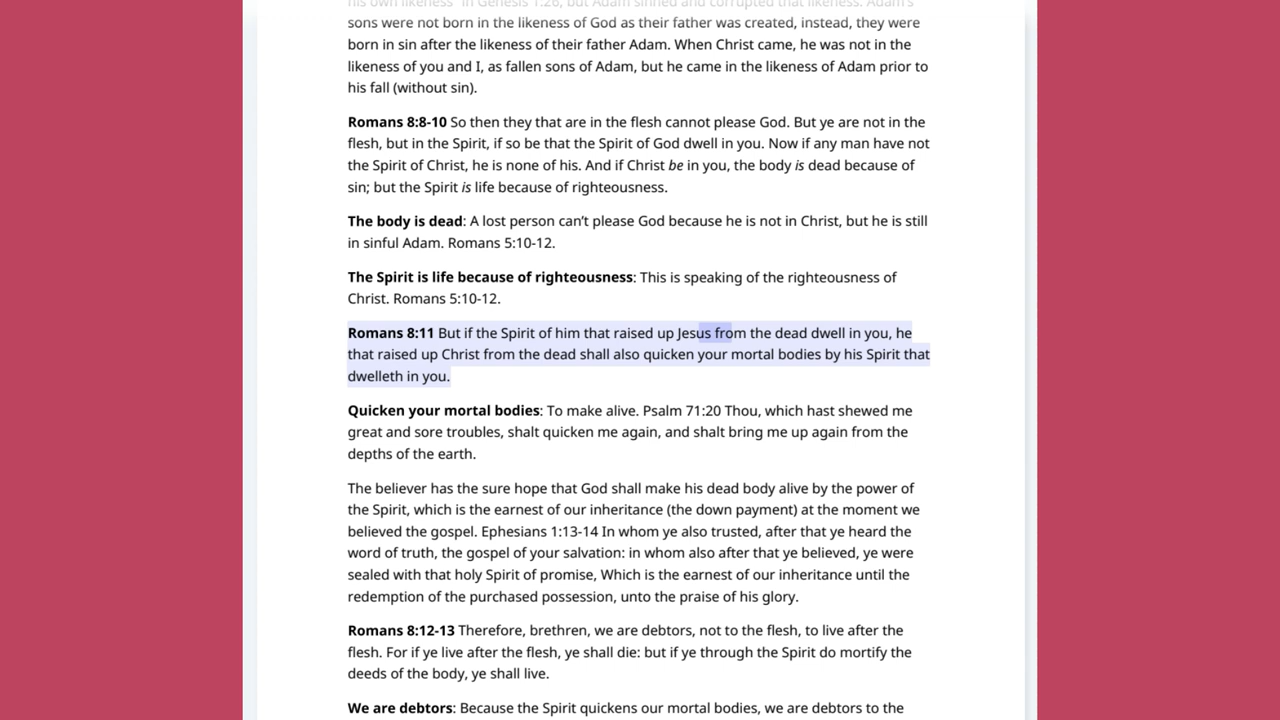 his own likeness" in Genesis 1:26, but Adam sinned and corrupted that likeness. Adam's
sons were not born in the likeness of God as their father was created, instead, they were
born in sin after the likeness of their father Adam. When Christ came, he was not in the
likeness of you and I, as fallen sons of Adam, but he came in the likeness of Adam prior to
his fall (without sin).
Romans 8:8-10 So then they that are in the flesh cannot please God. But ye are not in the
flesh, but in the Spirit, if so be that the Spirit of God dwell in you. Now if any man have not
the Spirit of Christ, he is none of his. And if Christ be in you, the body is dead because of
sin; but the Spirit is life because of righteousness.
The body is dead: A lost person can’t please God because he is not in Christ, but he is still
in sinful Adam. Romans 5:10-12.
The Spirit is life because of righteousness: This is speaking of the righteousness of
Christ. Romans 5:10-12.
Romans 8:11 But if the Spirit of him that raised up Jesus from the dead dwell in you, he
that raised up Christ from the dead shall also quicken your mortal bodies by his Spirit that
dwelleth in you.
Quicken your mortal bodies: To make alive. Psalm 71:20 Thou, which hast shewed me
great and sore troubles, shalt quicken me again, and shalt bring me up again from the
depths of the earth.
The believer has the sure hope that God shall make his dead body alive by the power of
the Spirit, which is the earnest of our inheritance (the down payment) at the moment we
believed the gospel. Ephesians 1:13-14 In whom ye also trusted, after that ye heard the
word of truth, the gospel of your salvation: in whom also after that ye believed, ye were
sealed with that holy Spirit of promise, Which is the earnest of our inheritance until the
redemption of the purchased possession, unto the praise of his glory.
Romans 8:12-13 Therefore, brethren, we are debtors, not to the flesh, to live after the
flesh. For if ye live after the flesh, ye shall die: but if ye through the Spirit do mortify the
deeds of the body, ye shall live.
We are debtors: Because the Spirit quickens our mortal bodies, we are debtors to the